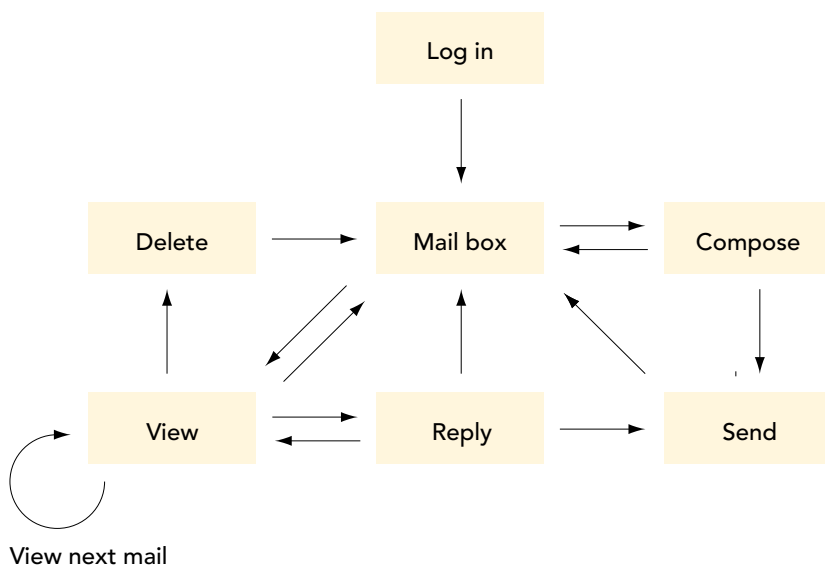 Log in
Delete
Mail box
Compose
View
Reply
Send
View next mail